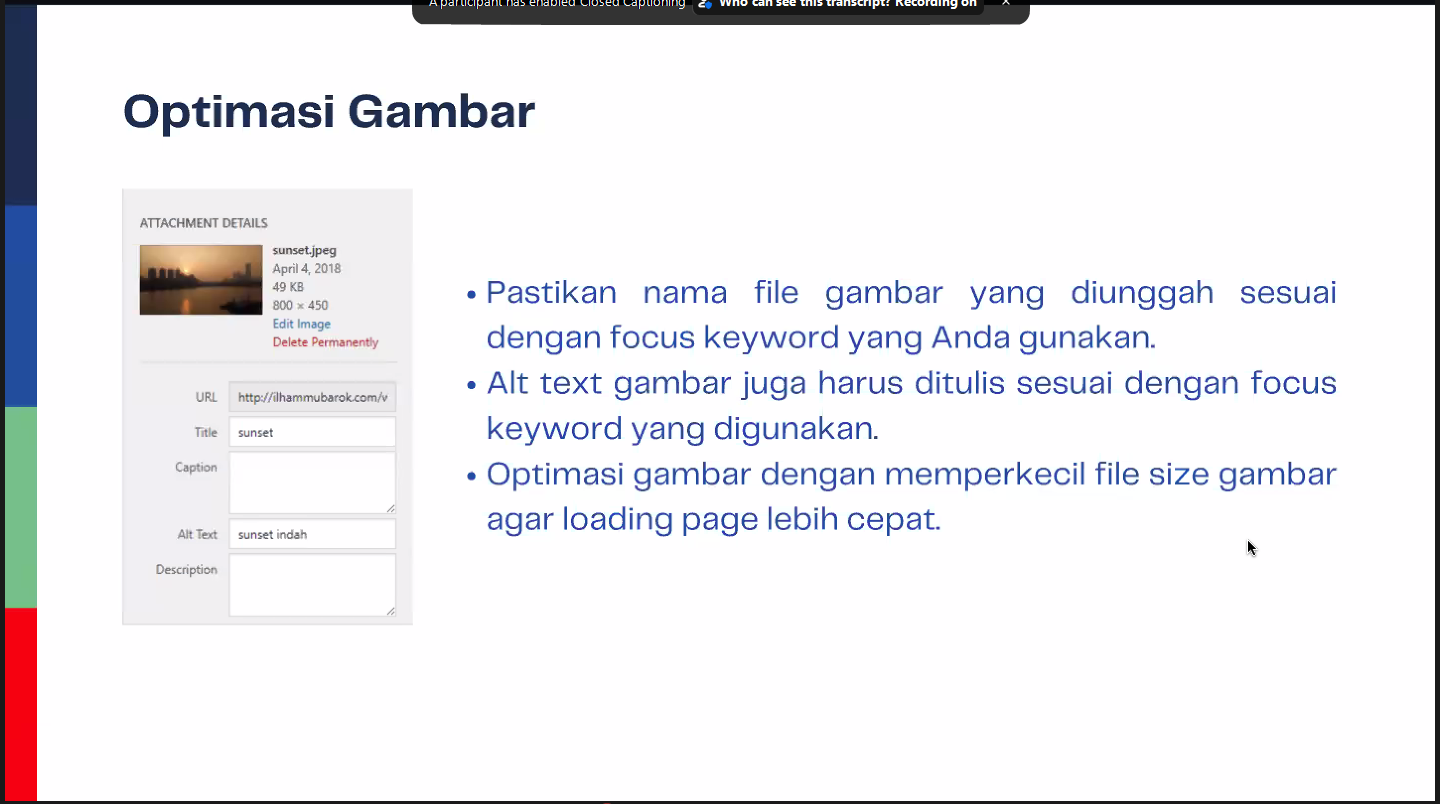 A participant has enabled Closed Captioning Who can see this transcript? Recording on
Optimasi Gambar
ATTACHMENT DETAILS
sunset.jpeg
April 4, 2018
49 KB
800 × 450
Edit Image
Delete Permanently
URL http://ilhammubarok.com/v
Title sunset
Caption
Alt Text sunset indah
Description
• Pastikan nama file gambar yang diunggah sesuai
dengan focus keyword yang Anda gunakan.
• Alt text gambar juga harus ditulis sesuai dengan focus
keyword yang digunakan.
• Optimasi gambar dengan memperkecil file size gambar
agar loading page lebih cepat.